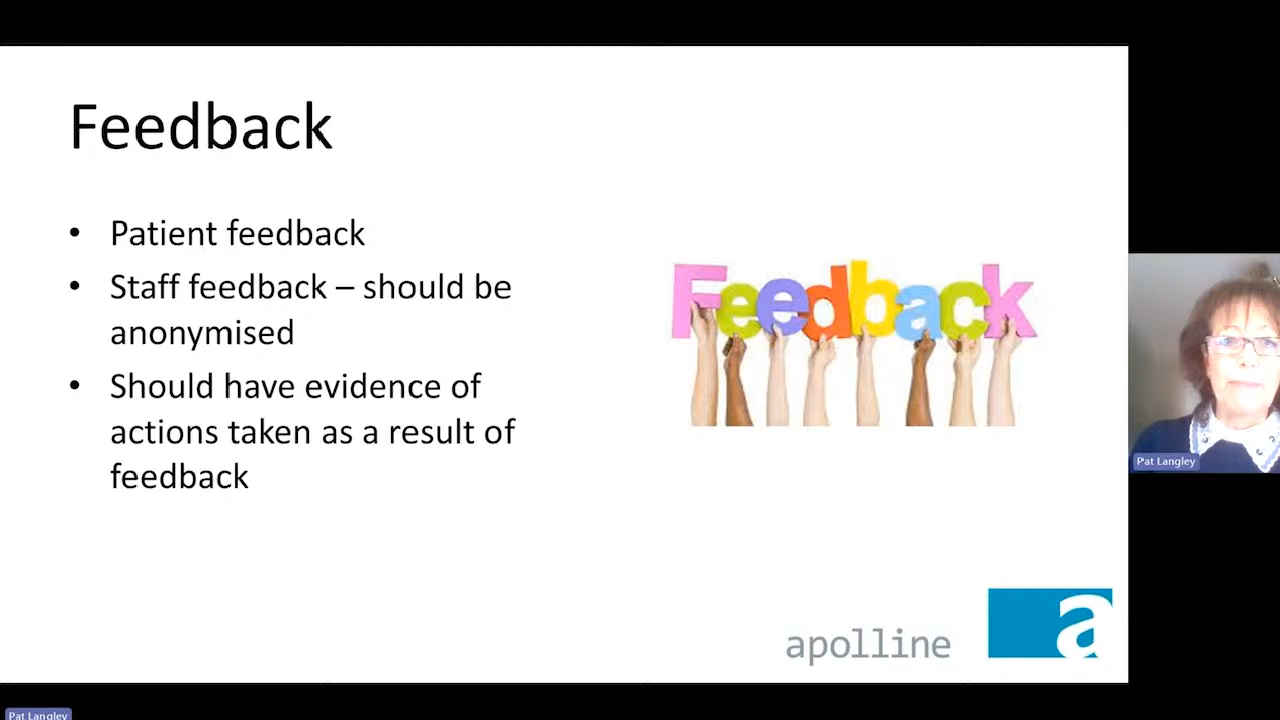 Feedback
• Patient feedback
• Staff feedback – should be
anonymised
• Should have evidence of
actions taken as a result of
feedback
Feedback
apolline
a
Pat Langley
Pat Langley